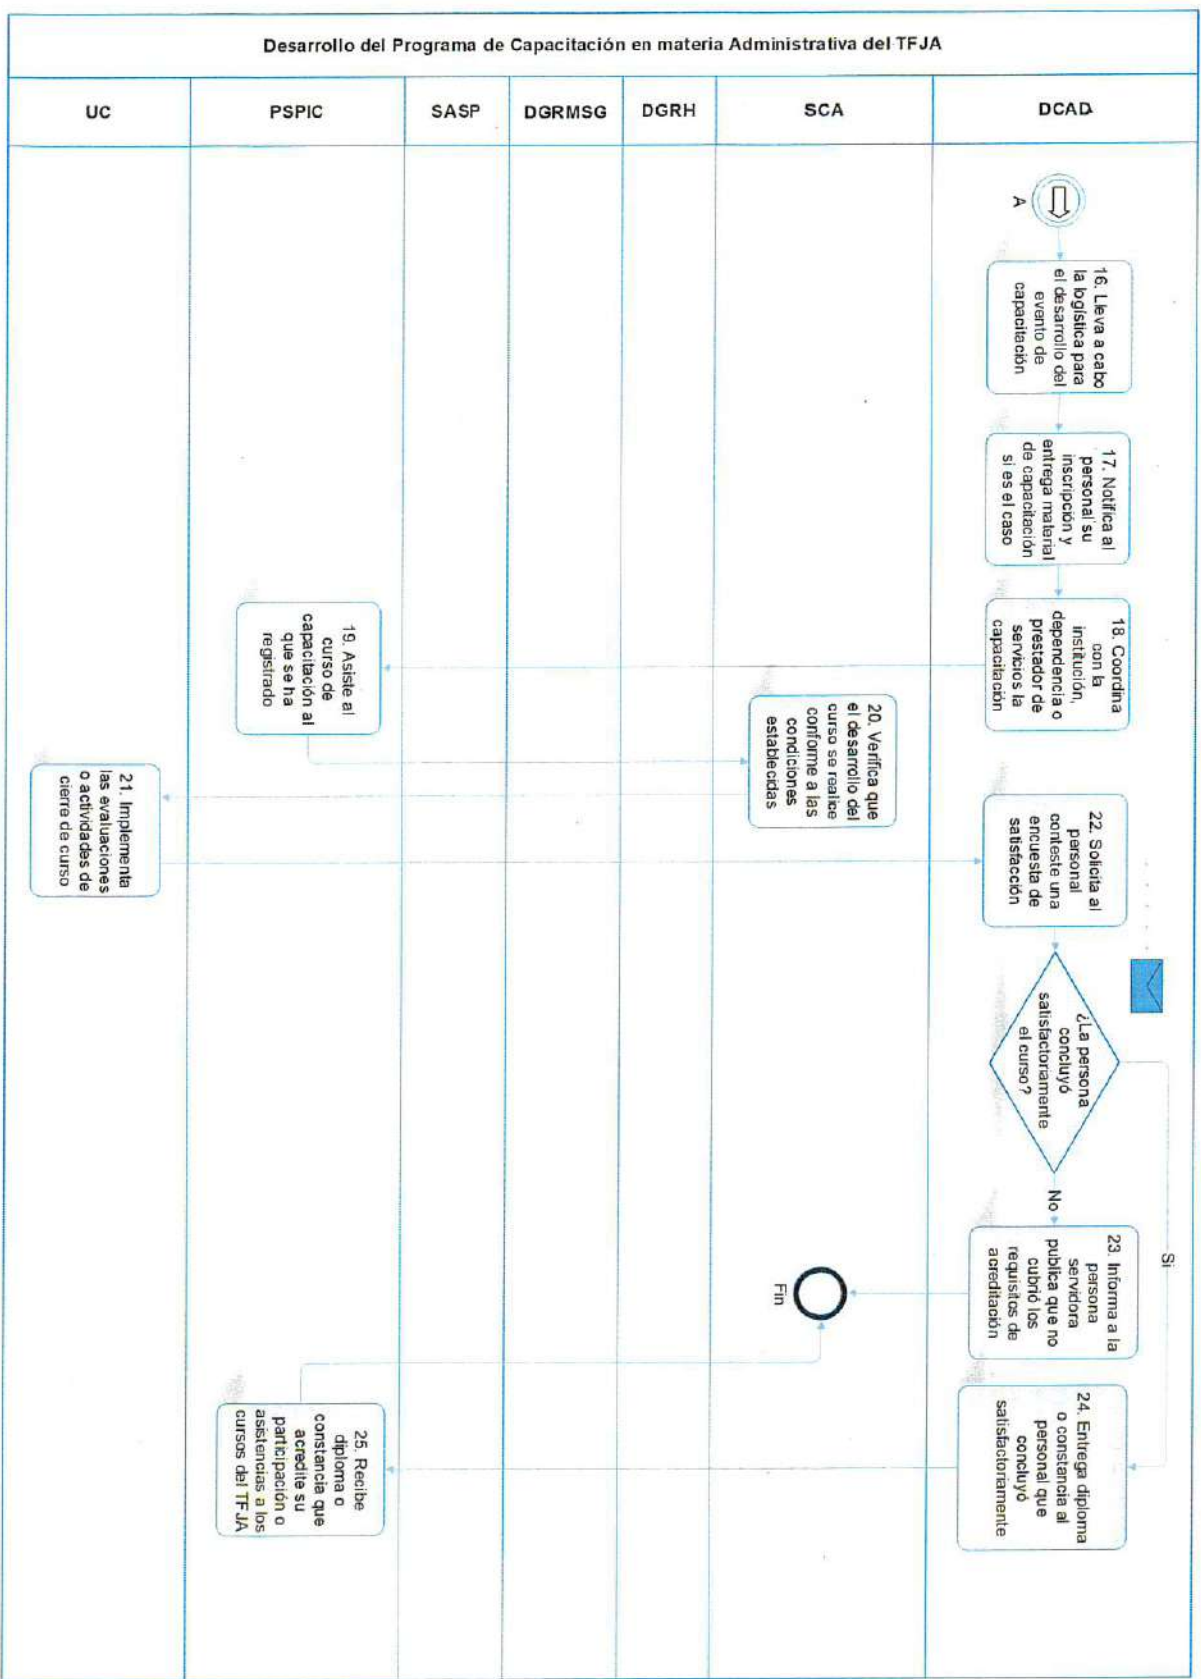 Desarrollo del Programa de Capacitación en materia Administrativa del TFJA
UC
PSPIC
SASP
DGRMSG
DGRH
SCA
DCAD
A
16. Lleva a cabo
la logística para
el desarrollo del
evento de
capacitación
17. Notifica al
personal su
inscripción y
entrega material
de capacitación
si es el caso
18. Coordina
con la
institución,
dependencia o
prestador de
servicios la
capacitación
19. Asiste al
curso de
capacitación al
que se ha
registrado
20. Verifica que
el desarrollo del
curso se realice
conforme a las
condiciones
establecidas
21. Implementa
las evaluaciones
o actividades de
cierre de curso
22. Solicita al
personal
conteste una
encuesta de
satisfacción
¿La persona
concluyó
satisfactoriamente
el curso?
No
Si
23. Informa a la
persona
servidora
publica que no
cubrió los
requisitos de
acreditación
Fin
24. Entrega diploma
o constancia al
personal que
concluyó
satisfactoriamente
25. Recibe
diploma o
constancia que
acredite su
participación o
asistencias a los
cursos del TFJA